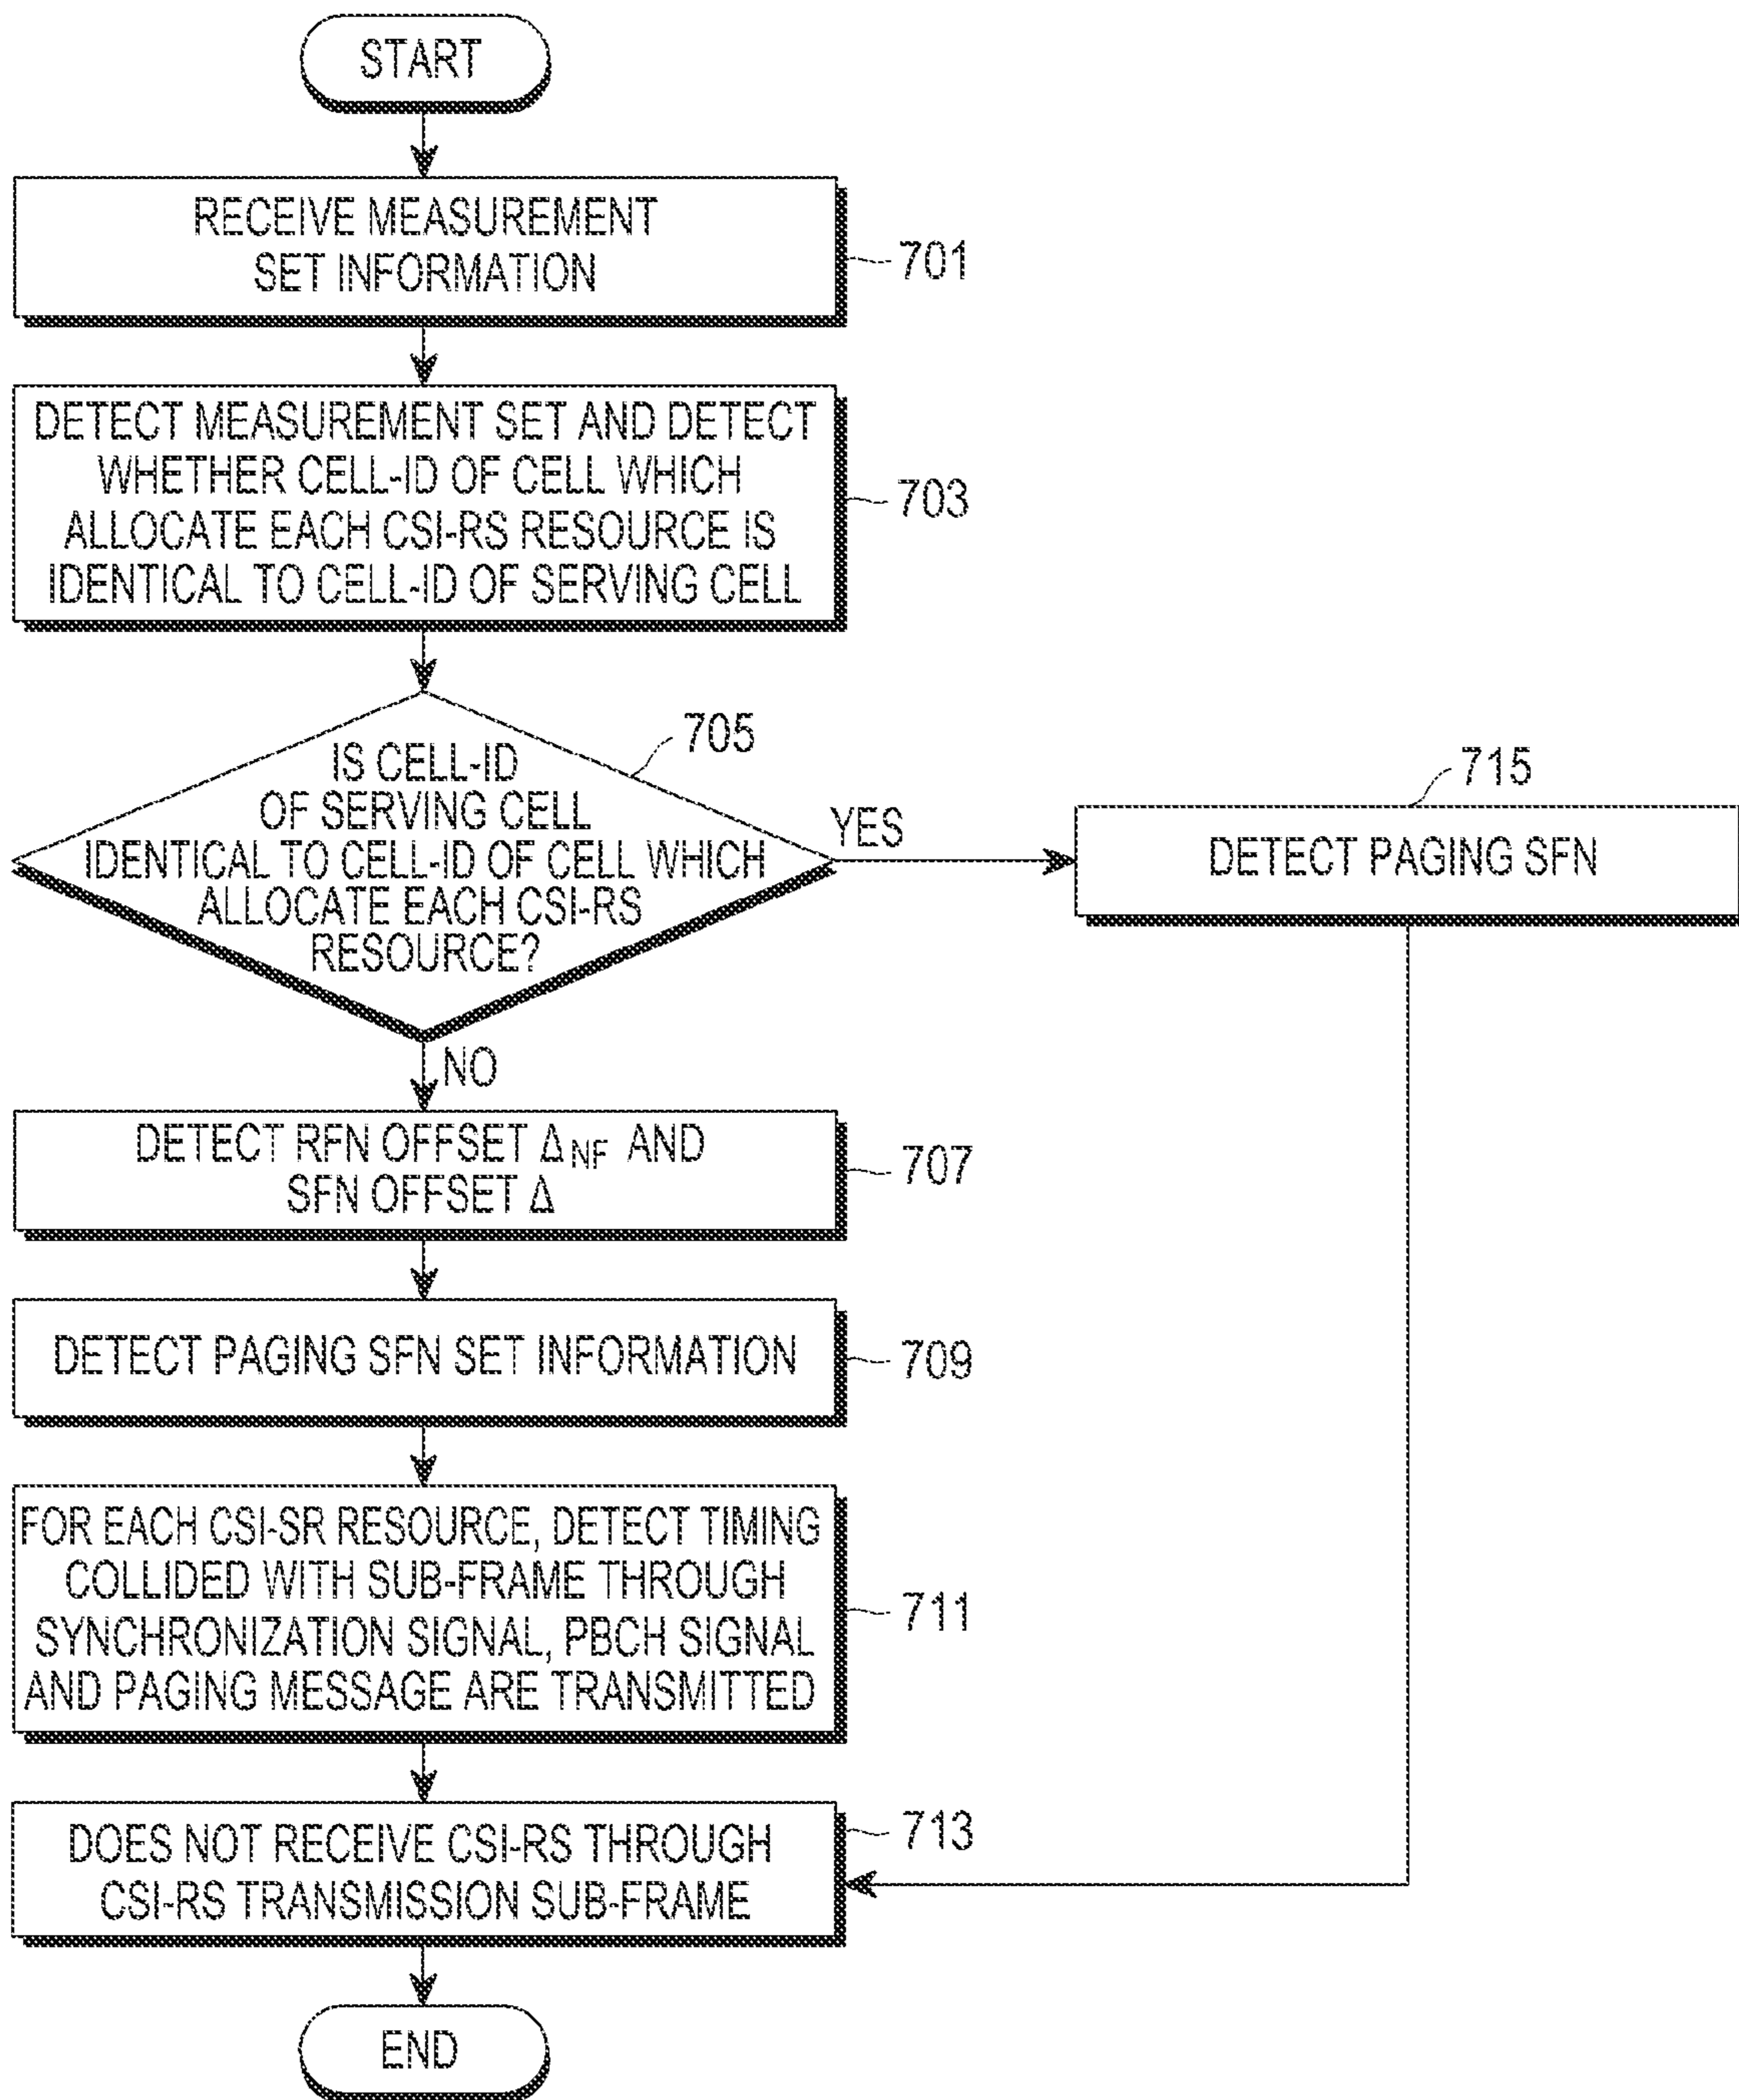 START
RECEIVE MEASUREMENT
SET INFORMATION
701
DETECT MEASUREMENT SET AND DETECT
WHETHER CELL-ID OF CELL WHICH
ALLOCATE EACH CSI-RS RESOURCE IS
IDENTICAL TO CELL-ID OF SERVING CELL
703
705
IS CELL-ID
OF SERVING CELL
IDENTICAL TO CELL-ID OF CELL WHICH
ALLOCATE EACH CSI-RS
RESOURCE?
YES
715
DETECT PAGING SFN
NO
DETECT RFN OFFSET Δ NF AND
SFN OFFSET Δ
707
DETECT PAGING SFN SET INFORMATION
709
FOR EACH CSI-SR RESOURCE, DETECT TIMING
COLLIDED WITH SUB-FRAME THROUGH
SYNCHRONIZATION SIGNAL, PBCH SIGNAL
AND PAGING MESSAGE ARE TRANSMITTED
711
DOES NOT RECEIVE CSI-RS THROUGH
CSI-RS TRANSMISSION SUB-FRAME
713
END